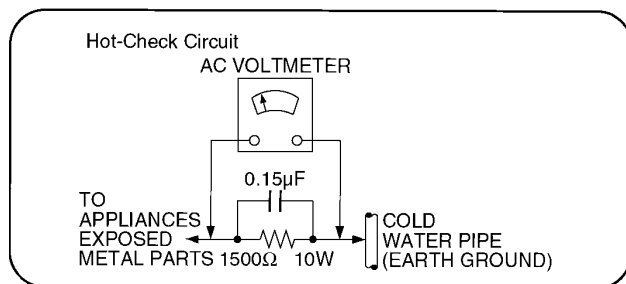 Hot-Check Circuit
AC VOLTMETER
0.15µF
TO
APPLIANCES
EXPOSED
METAL PARTS
1500Ω 10W
COLD
WATER PIPE
(EARTH GROUND)